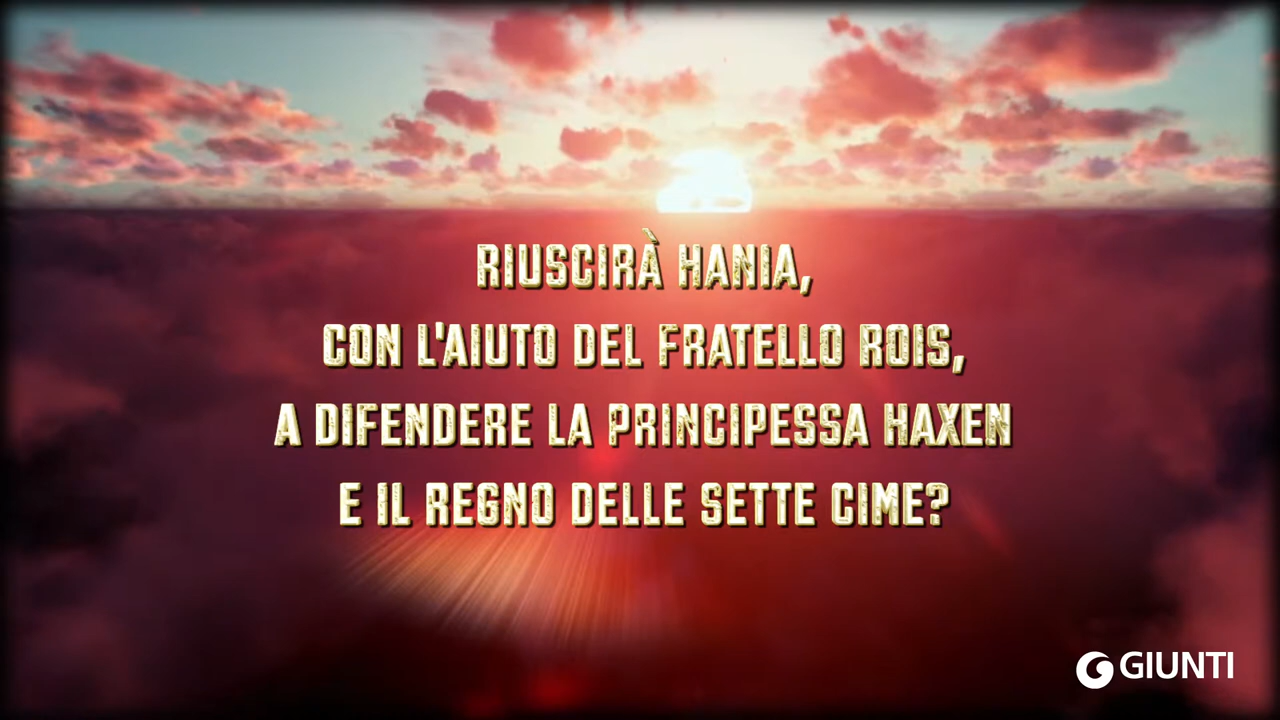 RIUSCIRÀ HANIA,
CON L'AIUTO DEL FRATELLO ROIS,
A DIFENDERE LA PRINCIPESSA HAXEN
E IL REGNO DELLE SETTE CIME?
GIUNTI